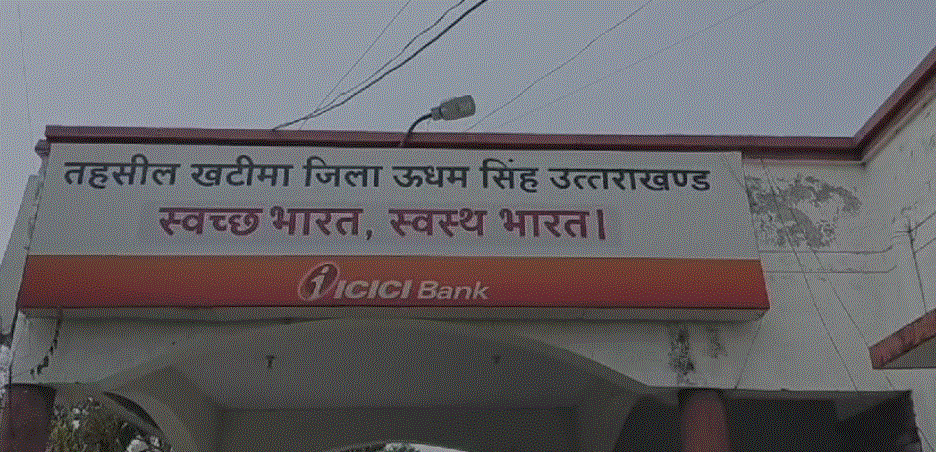 तहसील खटीमा जिला ऊधम सिंह उत्तराखण्ड
स्वच्छ भारत, स्वस्थ भारत।
ICICI Bank